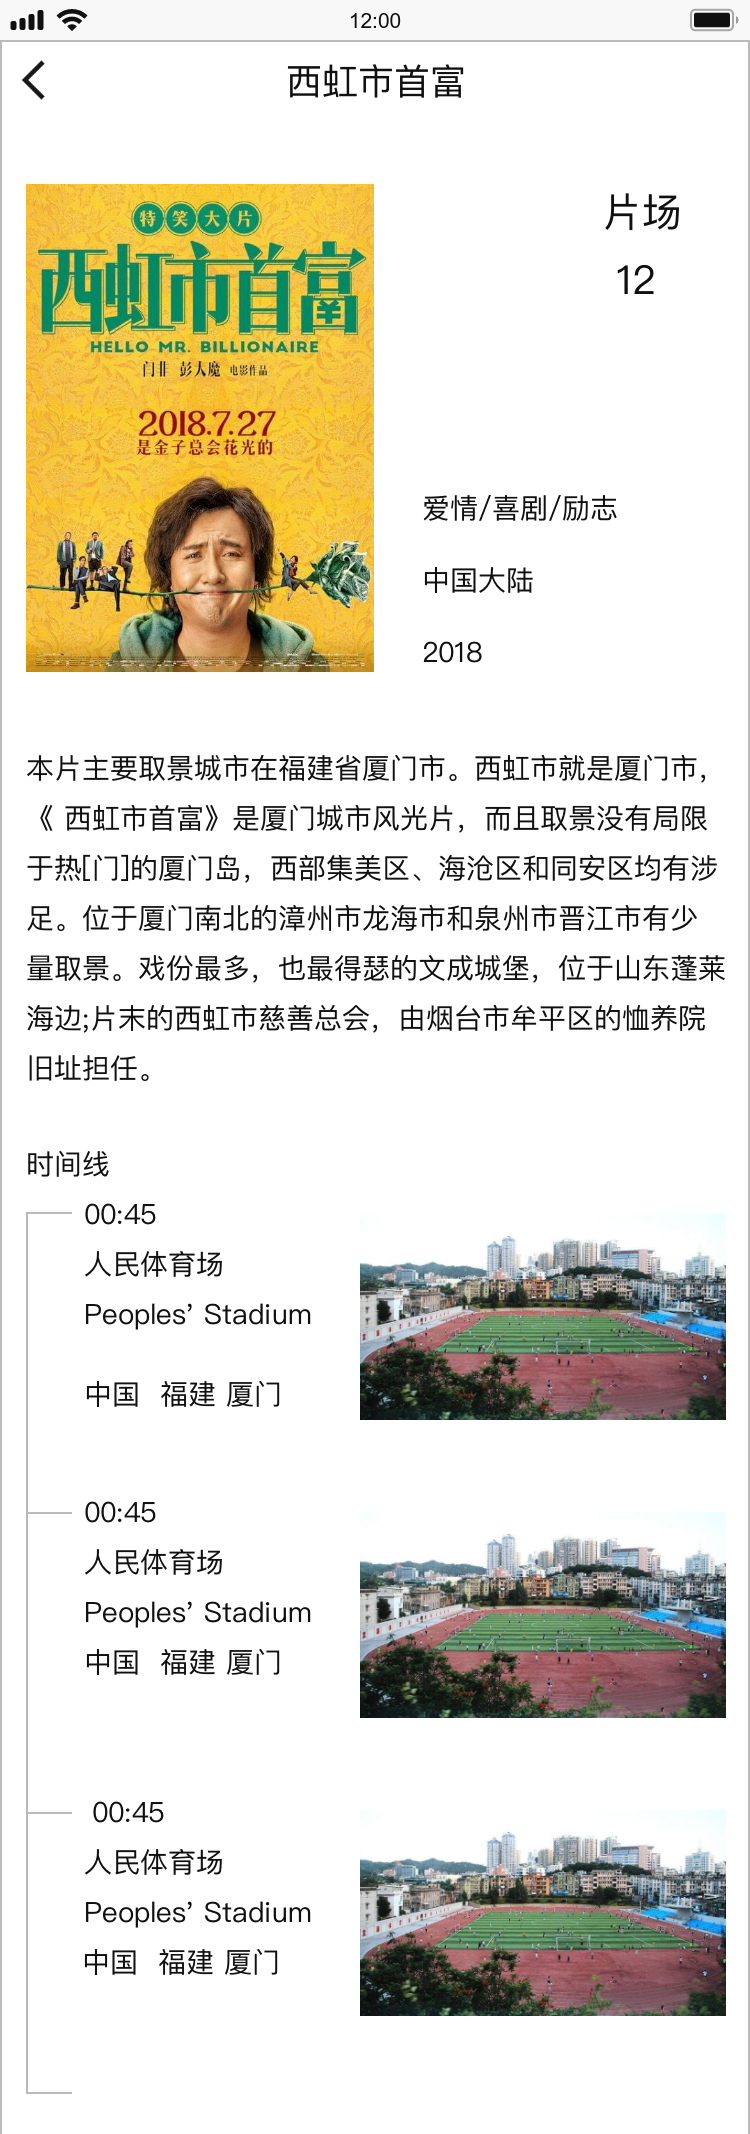 12:00
西虹市首富
特笑大片
西虹市首富
HELLO MR. BILLIONAIRE
闫非 彭大魔 电影作品
2018.7.27
是金子总会花光的
片场
12
爱情/喜剧/励志
中国大陆
2018
本片主要取景城市在福建省厦门市。西虹市就是厦门市，
《 西虹市首富》是厦门城市风光片，而且取景没有局限
于热[门]的厦门岛，西部集美区、海沧区和同安区均有涉
足。位于厦门南北的漳州市龙海市和泉州市晋江市有少
量取景。戏份最多，也最得瑟的文成城堡，位于山东蓬莱
海边;片末的西虹市慈善总会，由烟台市牟平区的恤养院
旧址担任。
时间线
00:45
人民体育场
Peoples’ Stadium
中国 福建 厦门
00:45
人民体育场
Peoples’ Stadium
中国 福建 厦门
00:45
人民体育场
Peoples’ Stadium
中国 福建 厦门